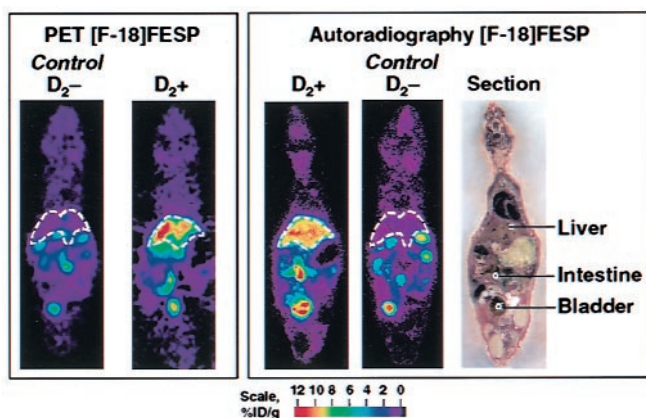 PET [F-18]FESP
Control
D₂−
D₂+
Autoradiography [F-18]FESP
Control
D₂+
D₂−
Section
Liver
Intestine
Bladder
Scale,
%ID/g
12 10 8 6 4 2 0